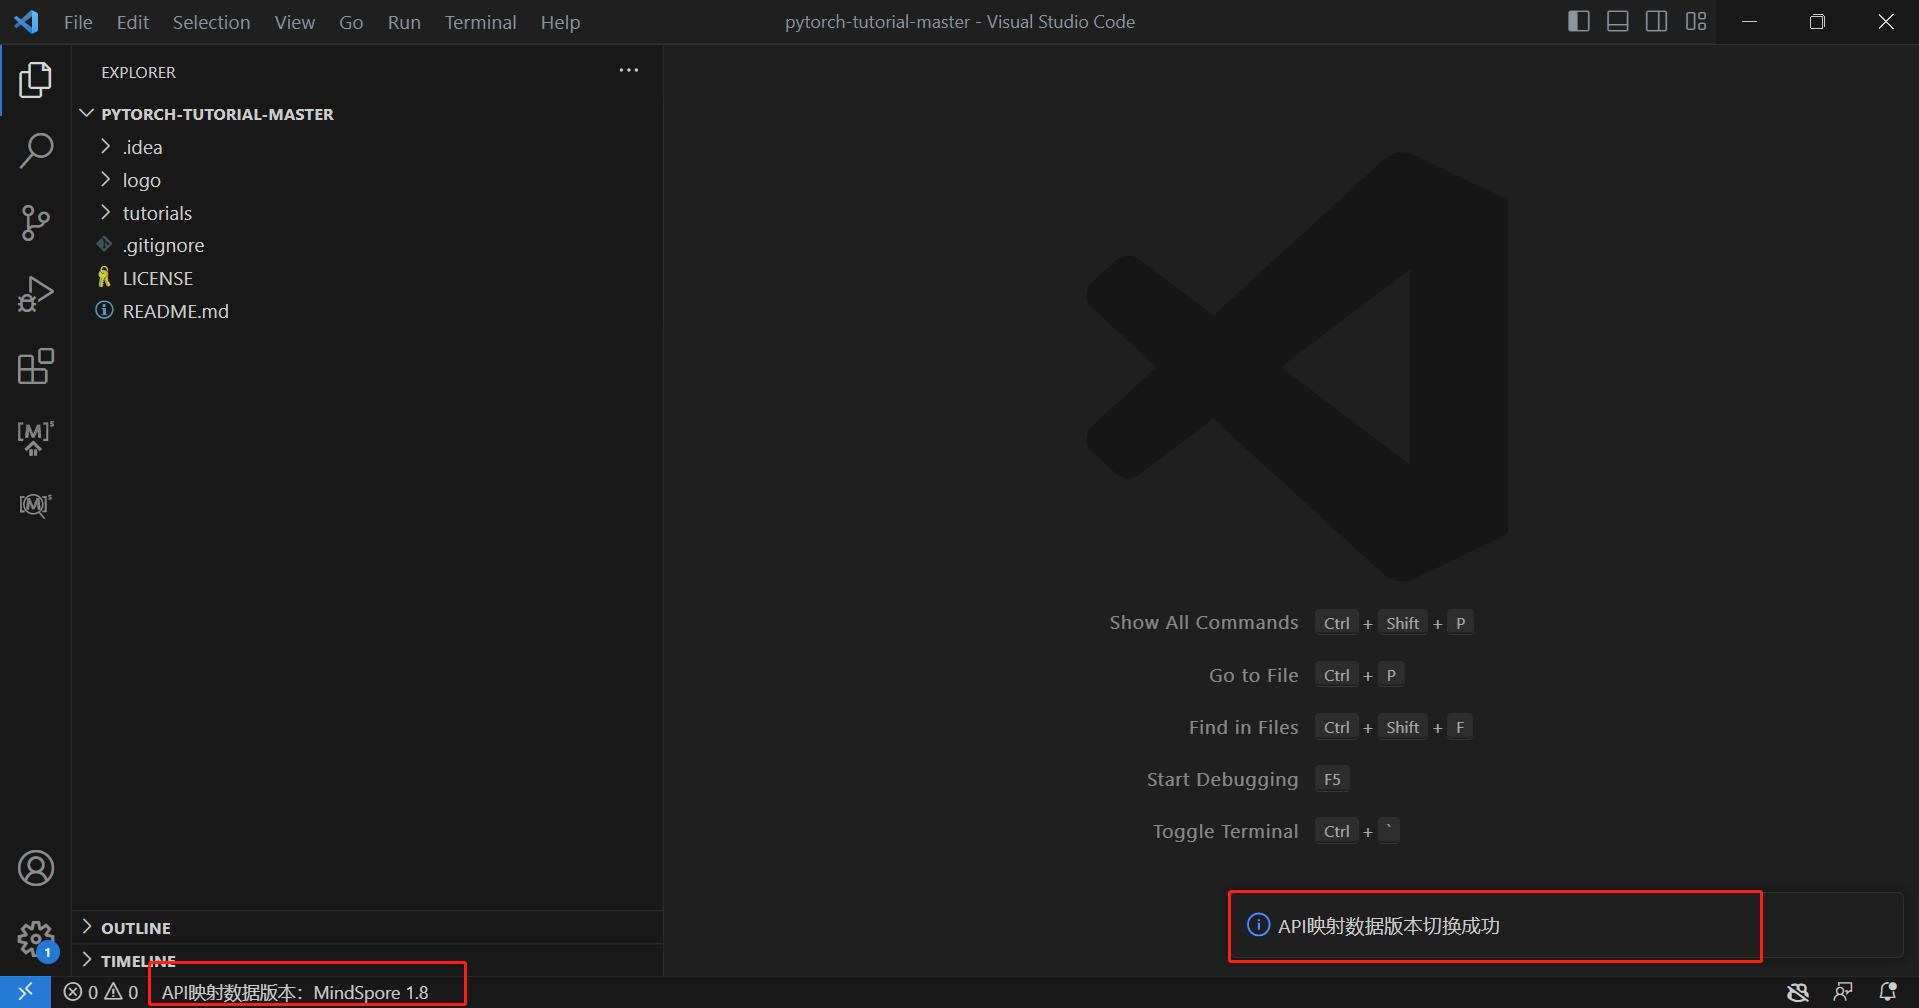 File Edit Selection View Go Run Terminal Help
pytorch-tutorial-master - Visual Studio Code
EXPLORER
PYTORCH-TUTORIAL-MASTER
.idea
logo
tutorials
.gitignore
LICENSE
README.md
[M]s
[M]s
Show All Commands Ctrl + Shift + P
Go to File Ctrl + P
Find in Files Ctrl + Shift + F
Start Debugging F5
Toggle Terminal Ctrl + `
API映射数据版本切换成功
OUTLINE
1
TIMELINE
0 0 API映射数据版本：MindSpore 1.8